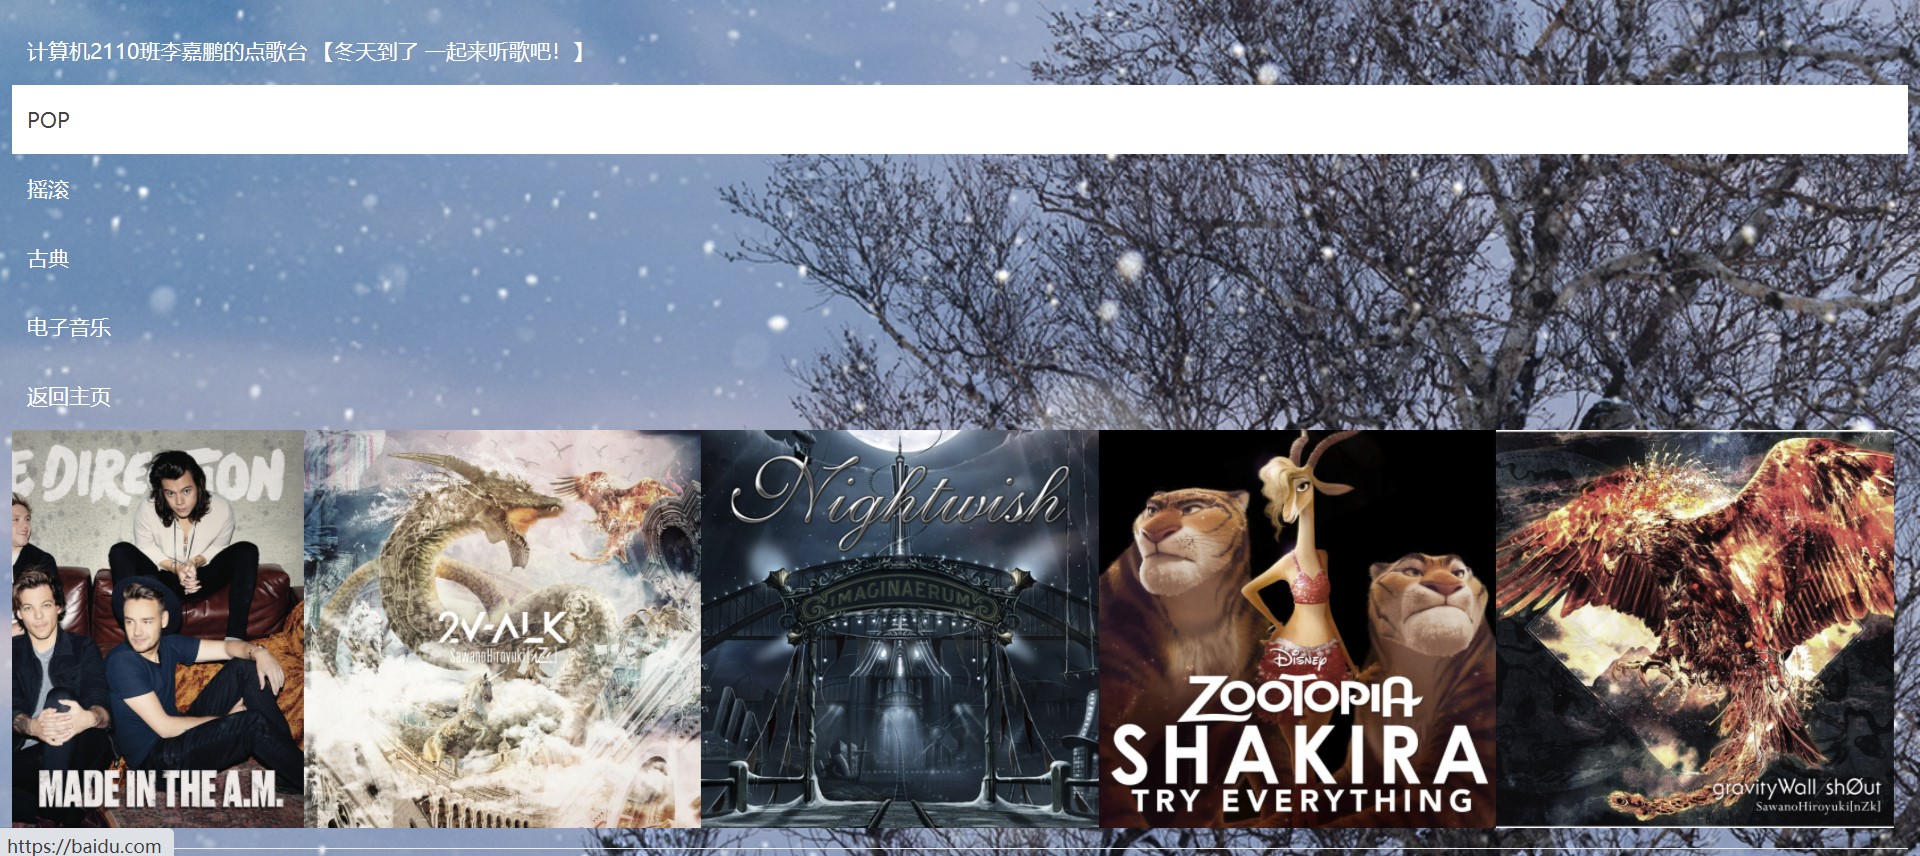 计算机2110班李嘉鹏的点歌台 【冬天到了 一起来听歌吧！】
POP
摇滚
古典
电子音乐
返回主页
E DIRECTION
MADE IN THE A.M.
2V-ALK
SawanoHiroyuki[nZk]
Nightwish
IMAGINAERUM
DISNEY
ZOOTOPIA
SHAKIRA
TRY EVERYTHING
gravityWall shØut
SawanoHiroyuki[nZk]
https://baidu.com